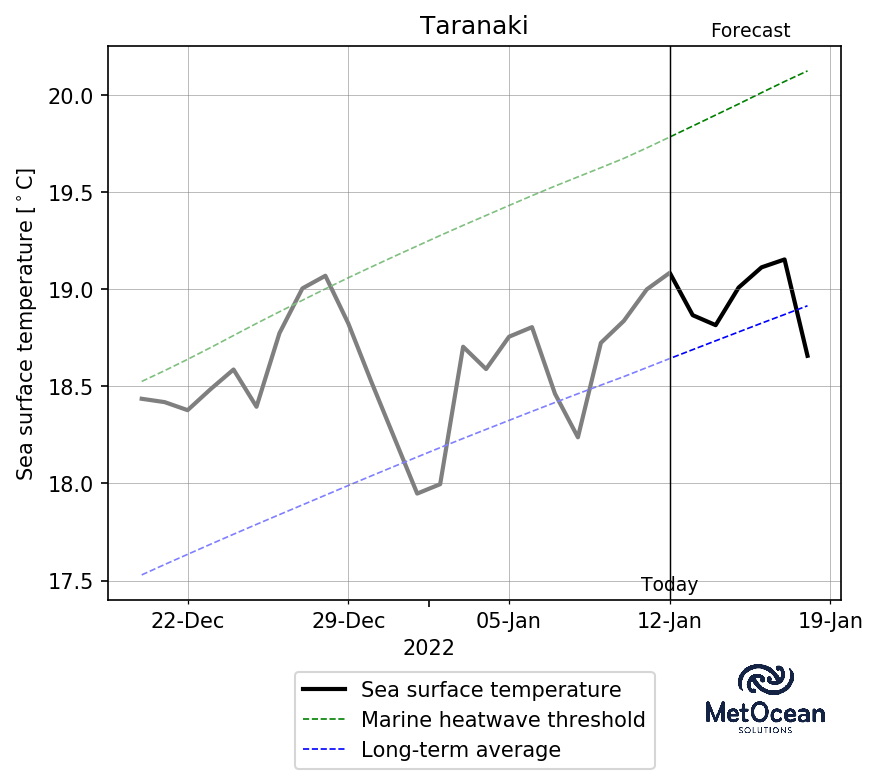 Taranaki
Forecast
Sea surface temperature [°C]
20.0
19.5
19.0
18.5
18.0
17.5
Today
22-Dec 29-Dec 05-Jan 12-Jan 19-Jan
2022
Sea surface temperature
Marine heatwave threshold
Long-term average
MetOcean
SOLUTIONS